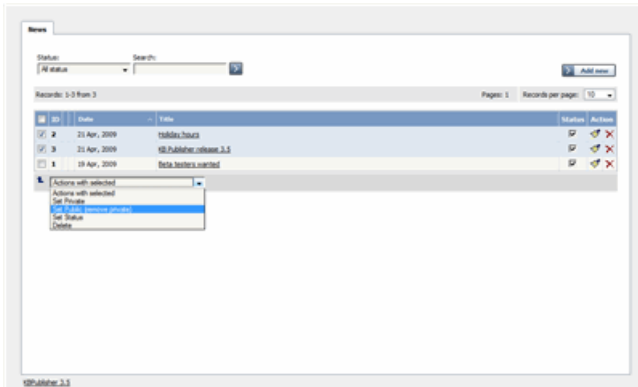 News
Status: Search:
All status
Add new
Records: 1-3 from 3 Pages: 1 Records per page: 10
ID Date Title Status Action
2 21 Apr, 2009 Holiday hours
3 21 Apr, 2009 KB Publisher release 3.5
1 19 Apr, 2009 Beta testers wanted
Actions with selected
Actions with selected
Set Private
Set Public (remove private)
Set Status
Delete
KBPublisher 3.5